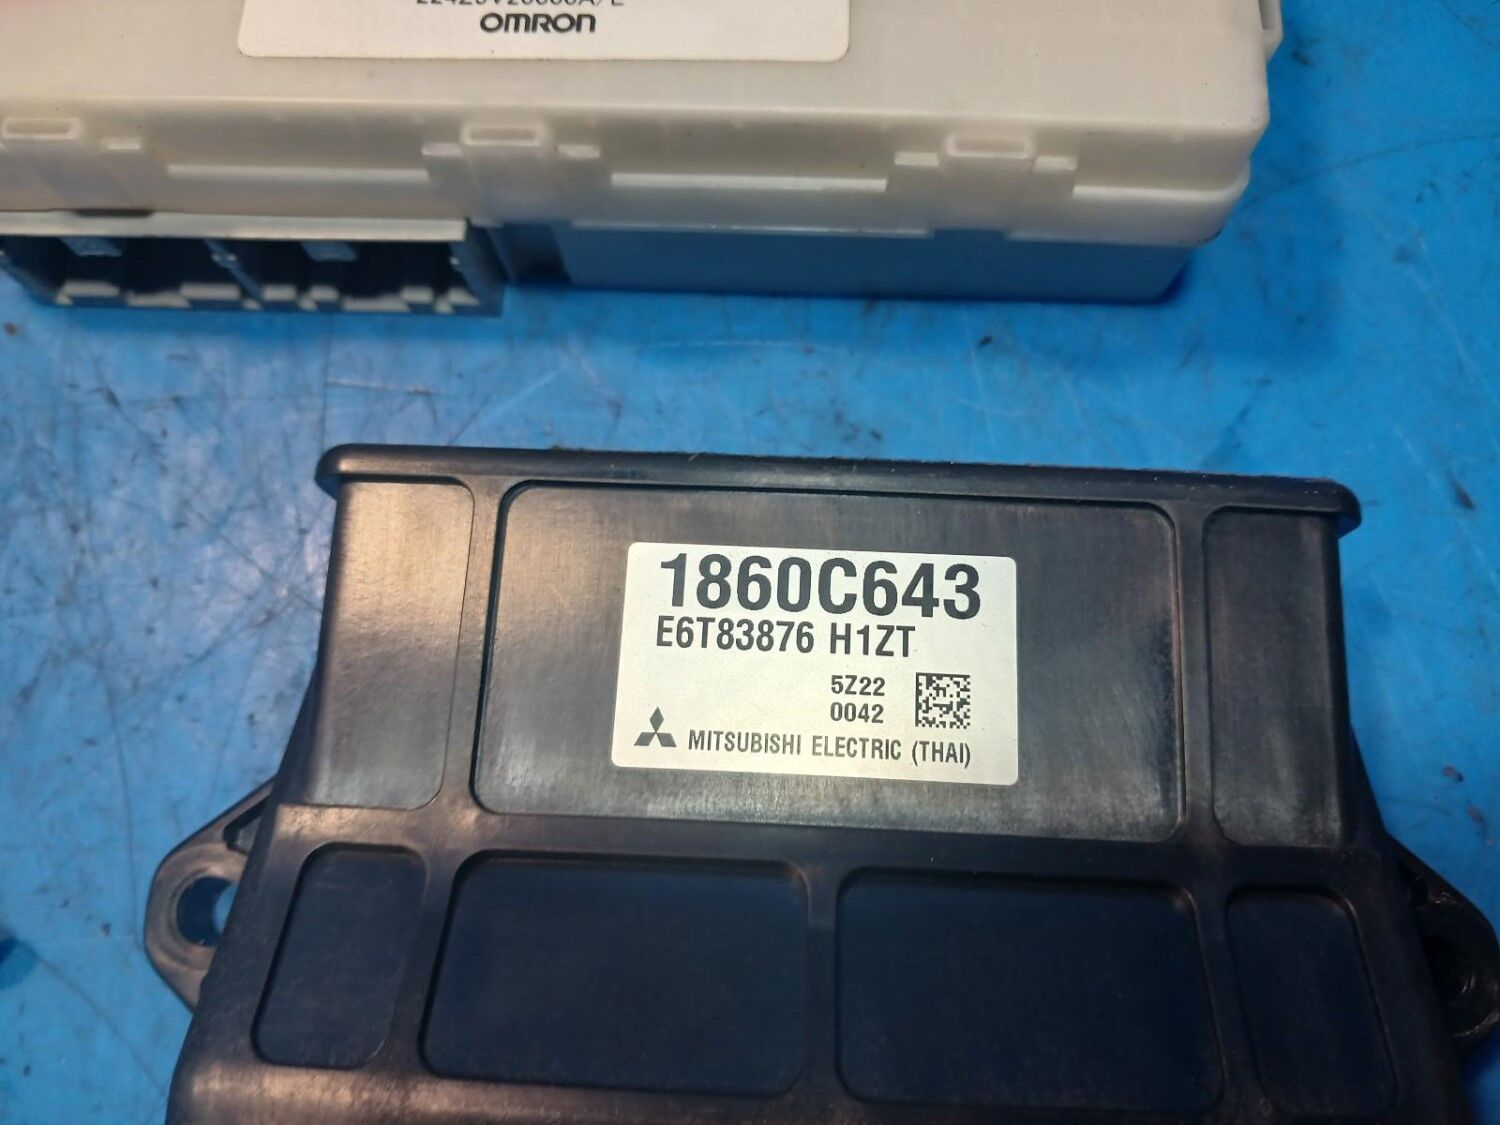 OMRON
1860C643
E6T83876 H1ZT
5Z22
0042
MITSUBISHI ELECTRIC (THAI)